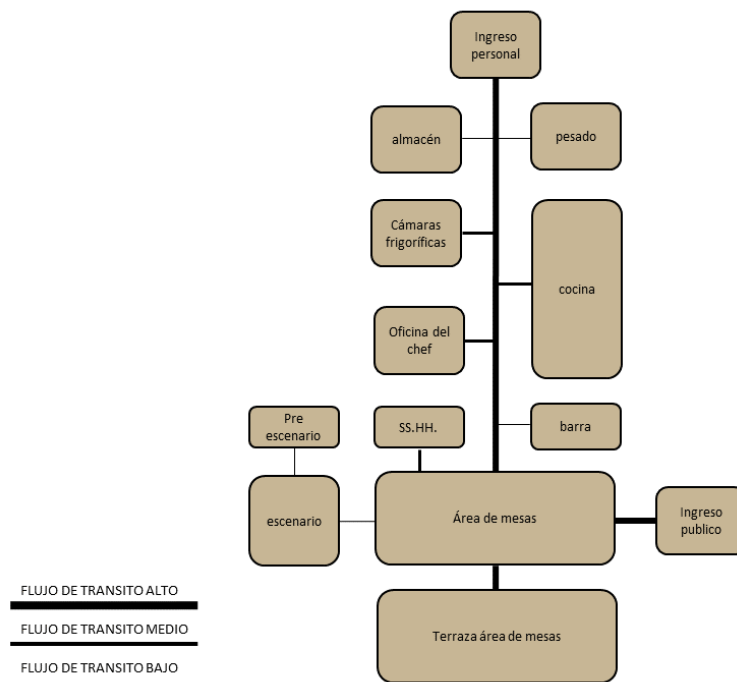 Ingreso
personal
almacén
pesado
Cámaras
frigoríficas
cocina
Oficina del
chef
Pre
escenario
SS.HH.
barra
escenario
Área de mesas
Ingreso
publico
Terraza área de mesas
FLUJO DE TRANSITO ALTO
FLUJO DE TRANSITO MEDIO
FLUJO DE TRANSITO BAJO